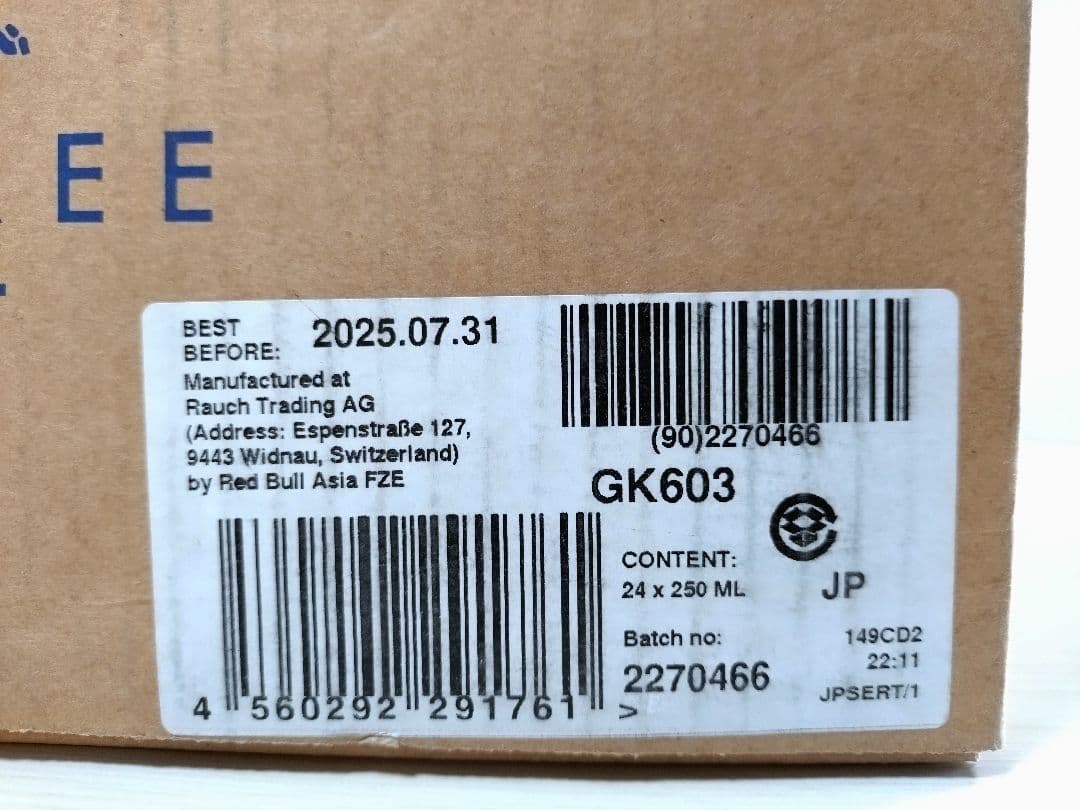 EE
BEST
BEFORE: 2025.07.31
Manufactured at
Rauch Trading AG
(Address: Espenstraße 127,
9443 Widnau, Switzerland)
by Red Bull Asia FZE
4 560292 291761 >
(90)2270466
GK603
CONTENT:
24 x 250 ML
JP
Batch no:
2270466
149CD2
22:11
JPSERT/1